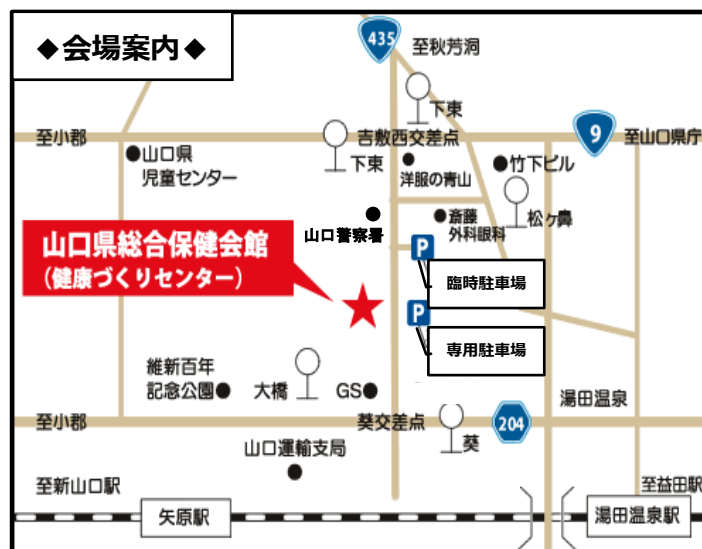 ◆会場案内◆
435
至秋芳洞
下東
至小郡
吉敷西交差点
9
至山口県庁
山口県
児童センター
下東
洋服の青山
竹下ビル
山口警察署
斎藤
外科眼科
松ヶ鼻
山口県総合保健会館
(健康づくりセンター)
P
臨時駐車場
P
専用駐車場
維新百年
記念公園
大橋
GS
湯田温泉
至小郡
葵交差点
葵
204
山口運輸支局
至新山口駅
至益田駅
矢原駅
湯田温泉駅